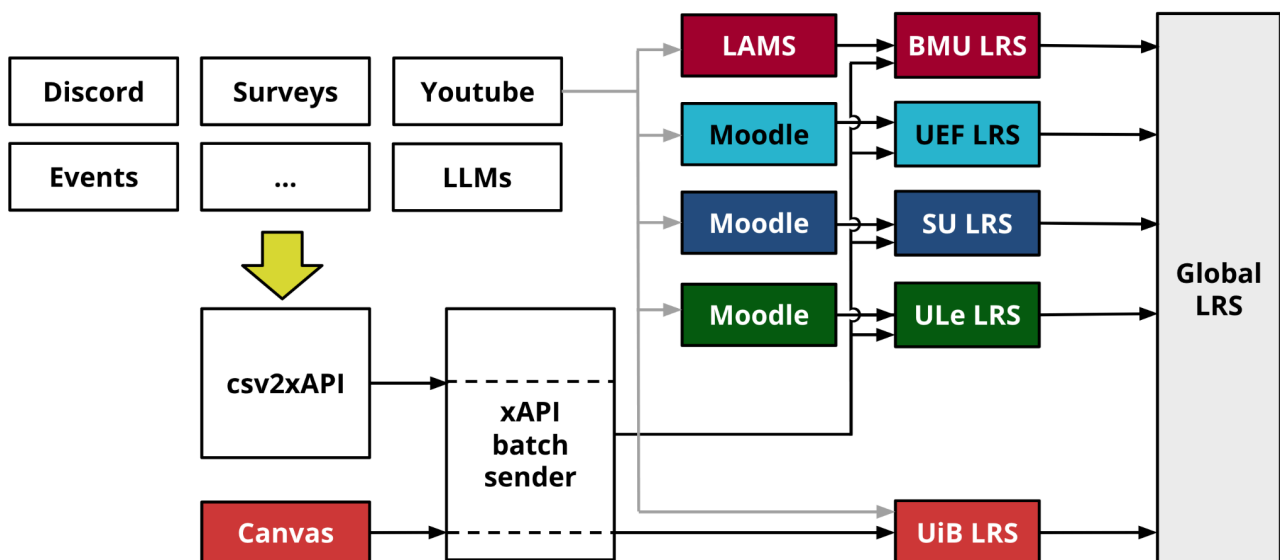 LAMS
BMU LRS
Discord
Surveys
Youtube
Moodle
UEF LRS
Events
...
LLMs
Moodle
SU LRS
Global
LRS
Moodle
ULe LRS
csv2xAPI
xAPI
batch
sender
Canvas
UiB LRS